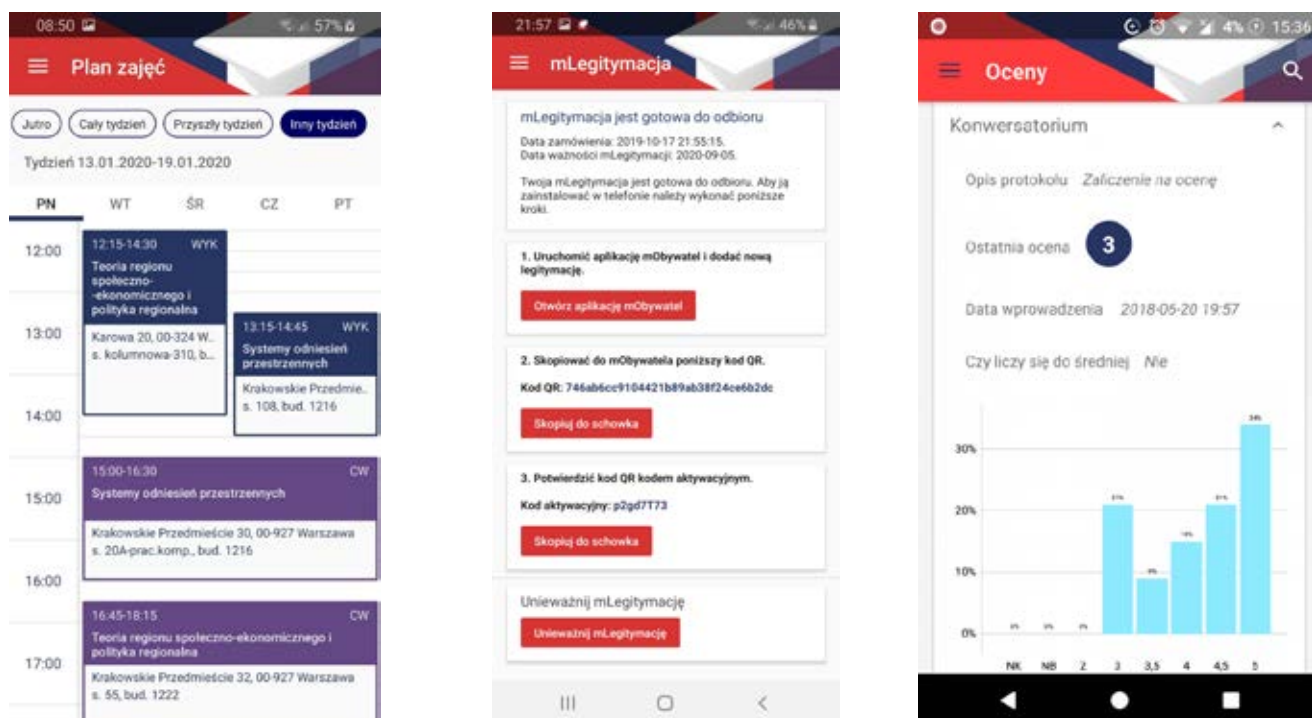 08:50
57%
Plan zajęć
Jutro
Cały tydzień
Przyszły tydzień
Inny tydzień
Tydzień 13.01.2020-19.01.2020
PN WT ŚR CZ PT
12:00
13:00
14:00
15:00
16:00
17:00
12:15-14:30 WYK
Teoria regionu
społeczno-
-ekonomicznego i
polityka regionalna
Karowa 20, 00-324 W..
s. kolumnowa-310, b...
13:15-14:45 WYK
Systemy odniesień
przestrzennych
Krakowskie Przedmie..
s. 108, bud. 1216
15:00-16:30 CW
Systemy odniesień przestrzennych
Krakowskie Przedmieście 30, 00-927 Warszawa
s. 20A-prac.komp., bud. 1216
16:45-18:15 CW
Teoria regionu społeczno-ekonomicznego i
polityka regionalna
Krakowskie Przedmieście 32, 00-927 Warszawa
s. 55, bud. 1222
21:57
46%
mLegitymacja
mLegitymacja jest gotowa do odbioru
Data zamówienia: 2019-10-17 21:55:15.
Data ważności mLegitymacji: 2020-09-05.
Twoja mLegitymacja jest gotowa do odbioru. Aby ją
zainstalować w telefonie należy wykonać poniższe
kroki.
1. Uruchomić aplikację mObywatel i dodać nową
legitymację.
Otwórz aplikację mObywatel
2. Skopiować do mObywatela poniższy kod QR.
Kod QR: 746ab6cc9104421b89ab38f24ce6b2dc
Skopiuj do schowka
3. Potwierdzić kod QR kodem aktywacyjnym.
Kod aktywacyjny: p2gd7T73
Skopiuj do schowka
Unieważnij mLegitymację
Unieważnij mLegitymację
4% 15:36
Oceny
Konwersatorium
Opis protokołu Zaliczenie na ocenę
Ostatnia ocena 3
Data wprowadzenia 2018-05-20 19:57
Czy liczy się do średniej Nie
30%
20%
10%
0%
0% 0% 0% 21% 9% 15% 21% 34%
NK NB 2 3 3,5 4 4,5 5